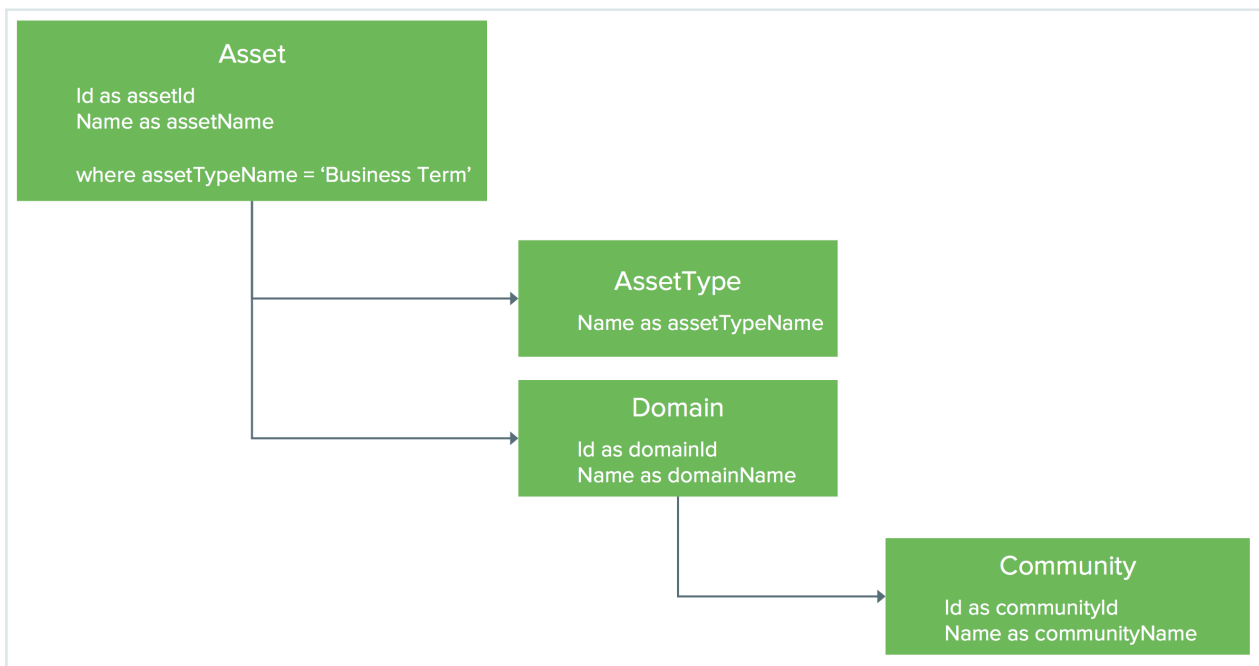 Asset
Id as assetId
Name as assetName
where assetTypeName = ‘Business Term’
AssetType
Name as assetTypeName
Domain
Id as domainId
Name as domainName
Community
Id as communityId
Name as communityName